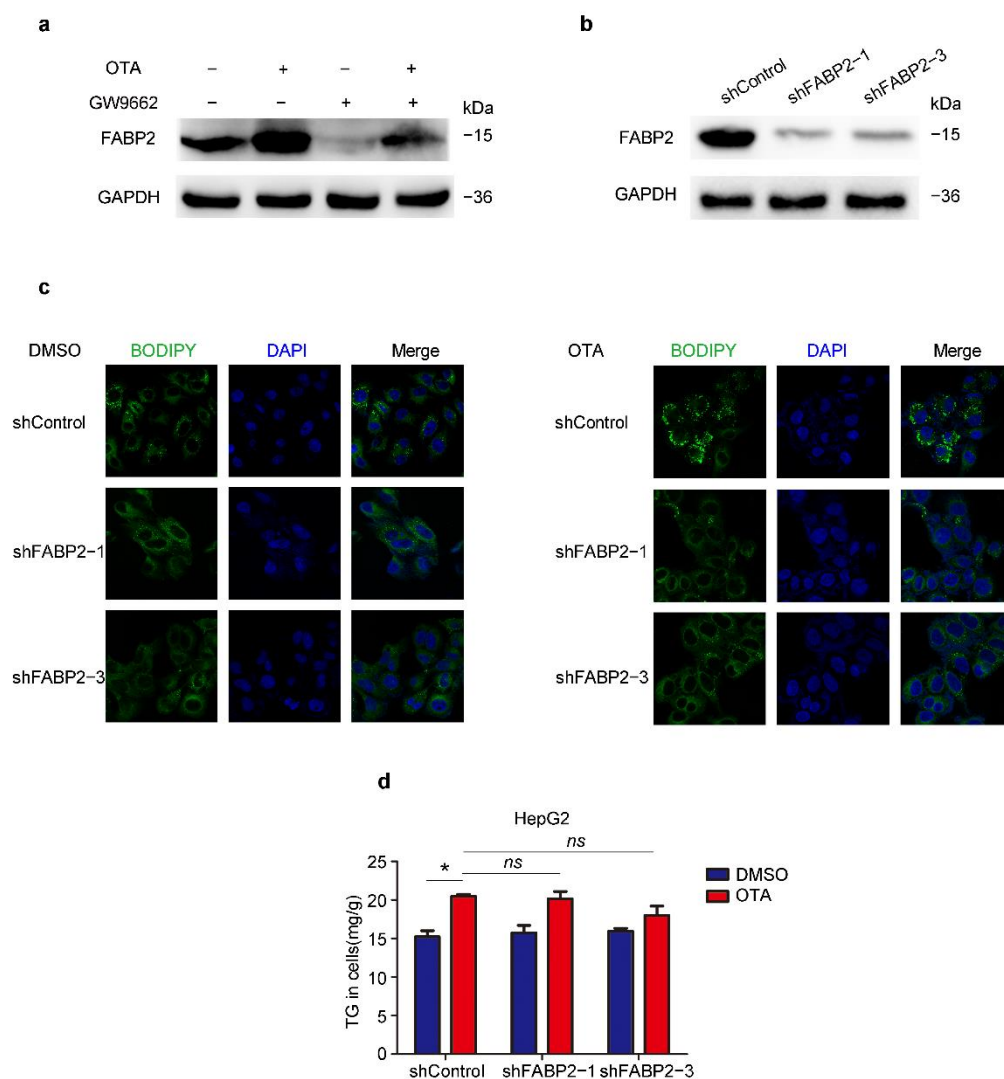 a
OTA − + − +
GW9662 − − + + kDa
FABP2 −15
GAPDH −36
b
shControl shFABP2−1 shFABP2−3
kDa
FABP2 −15
GAPDH −36
c
DMSO BODIPY DAPI Merge
shControl
shFABP2−1
shFABP2−3
OTA BODIPY DAPI Merge
shControl
shFABP2−1
shFABP2−3
d
HepG2
ns
* ns
DMSO
OTA
TG in cells(mg/g)
25
20
15
10
5
0
shControl shFABP2−1 shFABP2−3